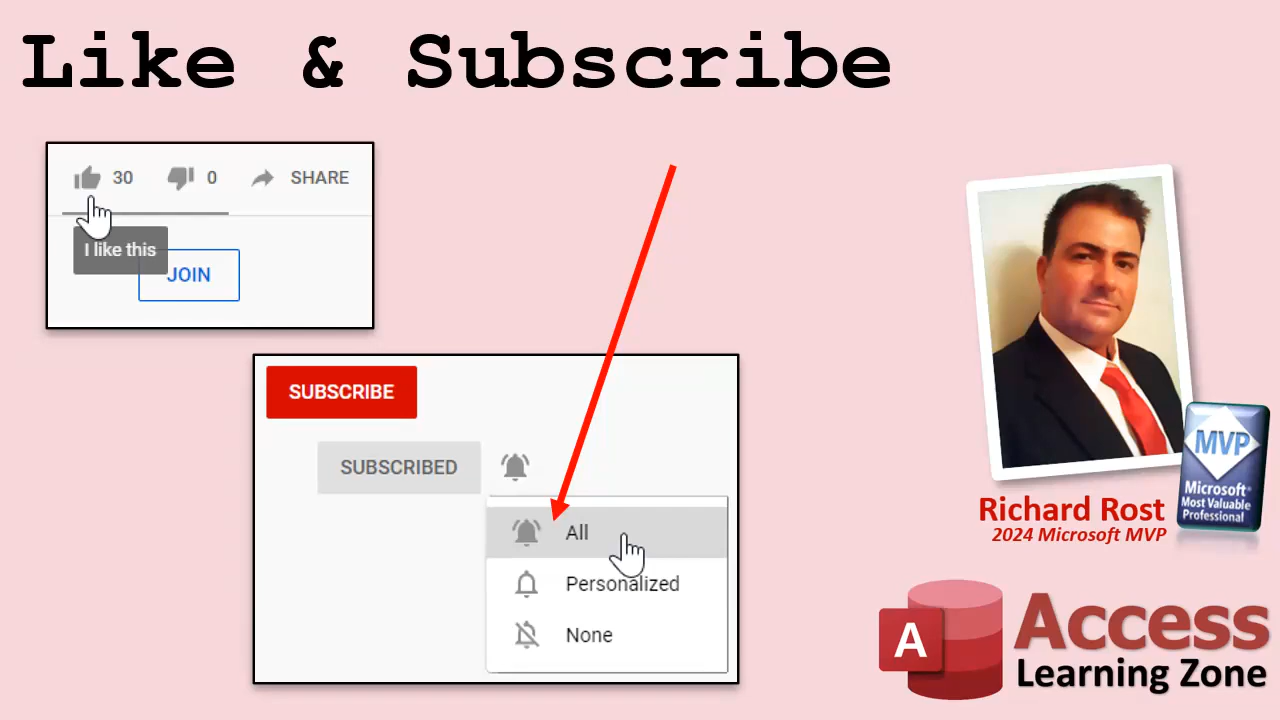 Like & Subscribe
30 0 SHARE
I like this
JOIN
SUBSCRIBE
SUBSCRIBED
All
Personalized
None
MVP
Microsoft®
Most Valuable
Professional
Richard Rost
2024 Microsoft MVP
A
Access
Learning Zone